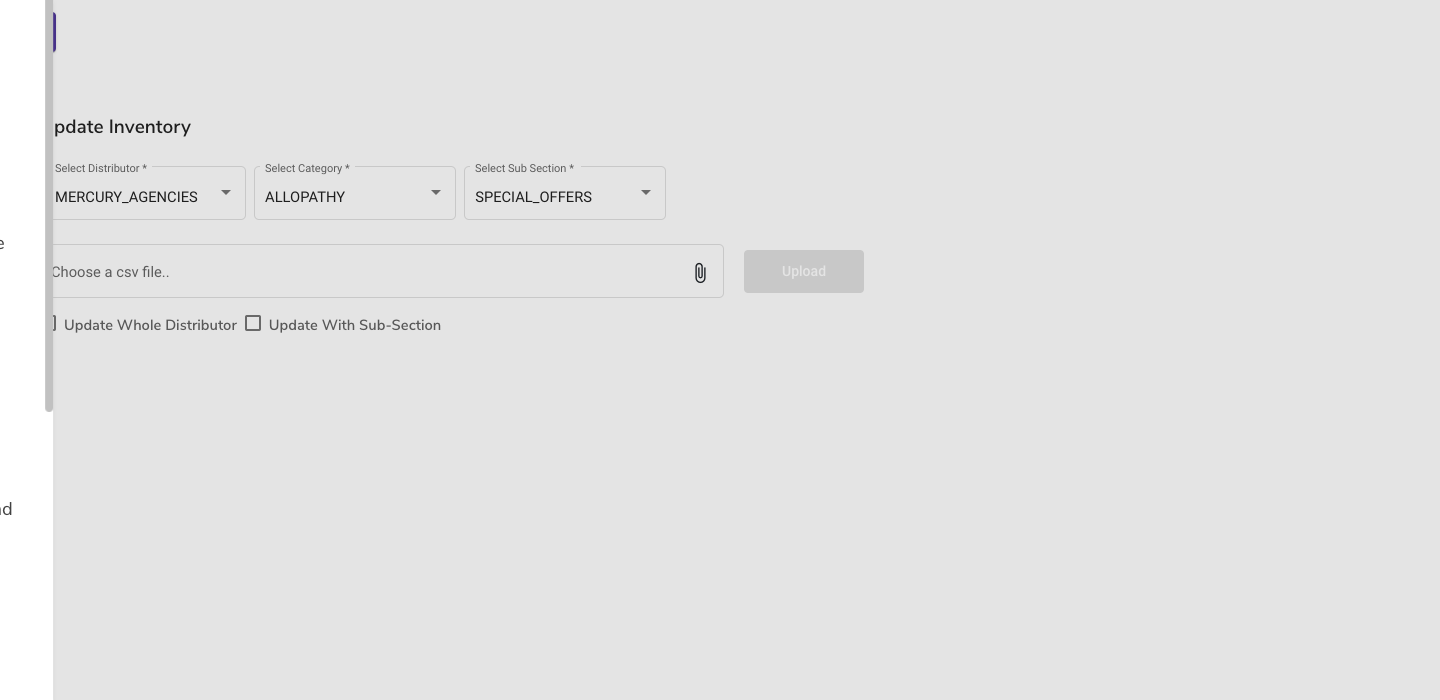 pdate Inventory
Select Distributor * Select Category * Select Sub Section *
MERCURY_AGENCIES ALLOPATHY SPECIAL_OFFERS
e
Choose a csv file.. Upload
Update Whole Distributor Update With Sub-Section